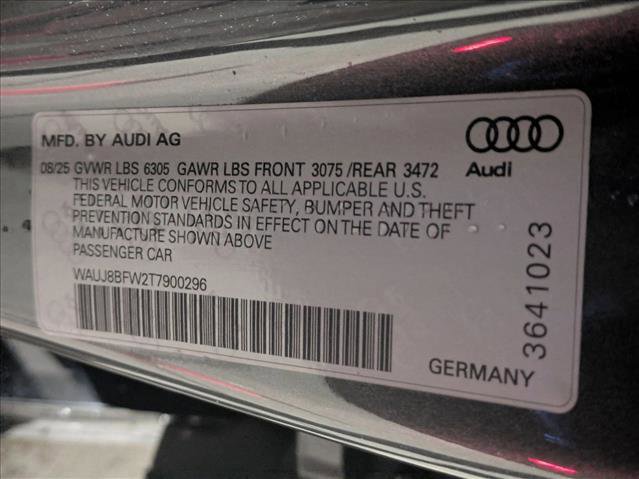 MFD. BY AUDI AG
08/25 GVWR LBS 6305 GAWR LBS FRONT 3075 /REAR 3472
THIS VEHICLE CONFORMS TO ALL APPLICABLE U.S.
FEDERAL MOTOR VEHICLE SAFETY, BUMPER AND THEFT
PREVENTION STANDARDS IN EFFECT ON THE DATE OF
MANUFACTURE SHOWN ABOVE
PASSENGER CAR
WAUJ8BFW2T7900296
Audi
3641023
GERMANY